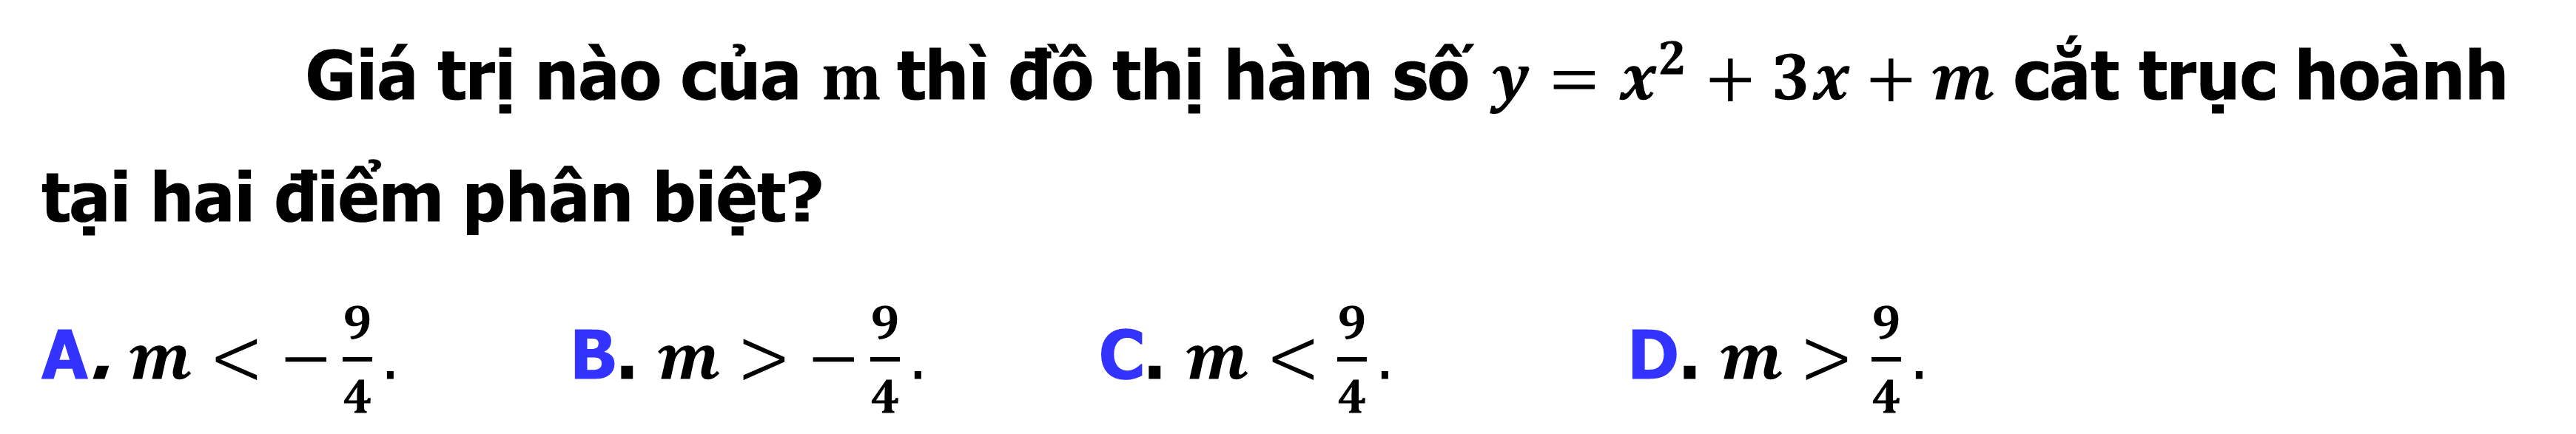 Giá trị nào của m thì đồ thị hàm số y = x² + 3x + m cắt trục hoành
tại hai điểm phân biệt?
A. m < −9/4. B. m > −9/4. C. m < 9/4. D. m > 9/4.